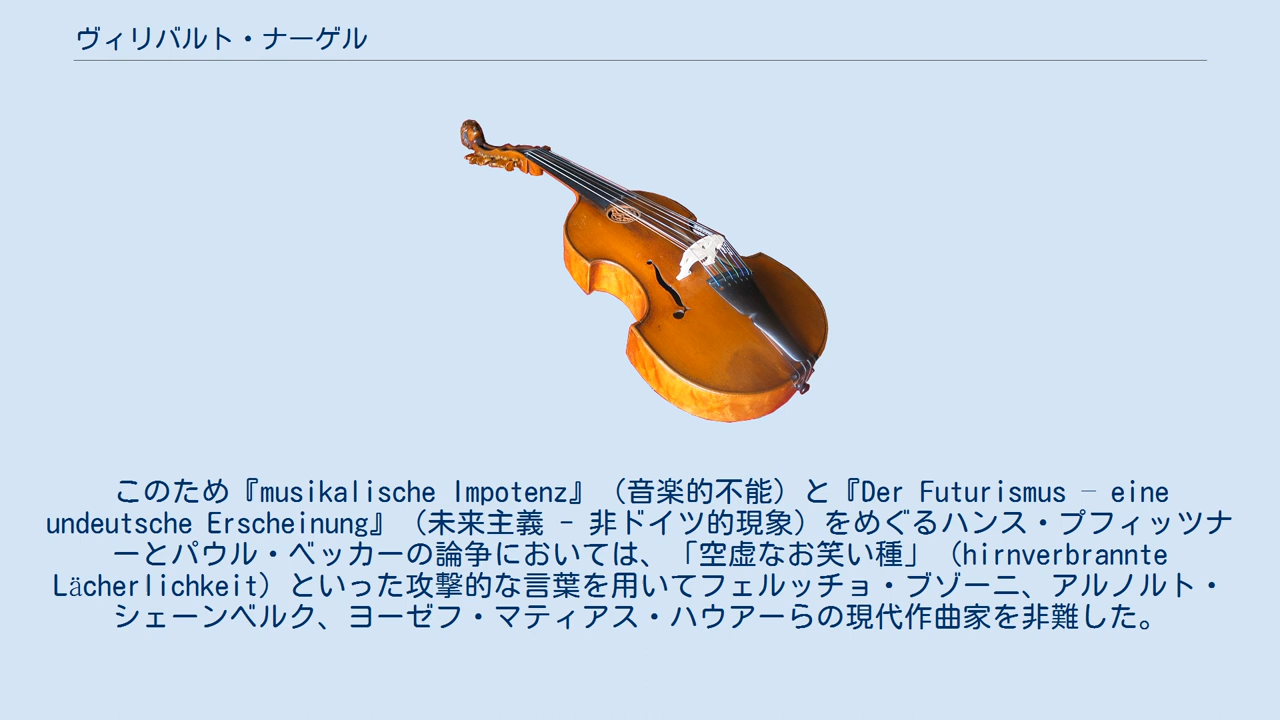 ヴィリバルト・ナーゲル
このため『musikalische Impotenz』（音楽的不能）と『Der Futurismus – eine
undeutsche Erscheinung』（未来主義 - 非ドイツ的現象）をめぐるハンス・プフィッツナ
ーとパウル・ベッカーの論争においては、「空虚なお笑い種」（hirnverbrannte
Lächerlichkeit）といった攻撃的な言葉を用いてフェルッチョ・ブゾーニ、アルノルト・
シェーンベルク、ヨーゼフ・マティアス・ハウアーらの現代作曲家を非難した。